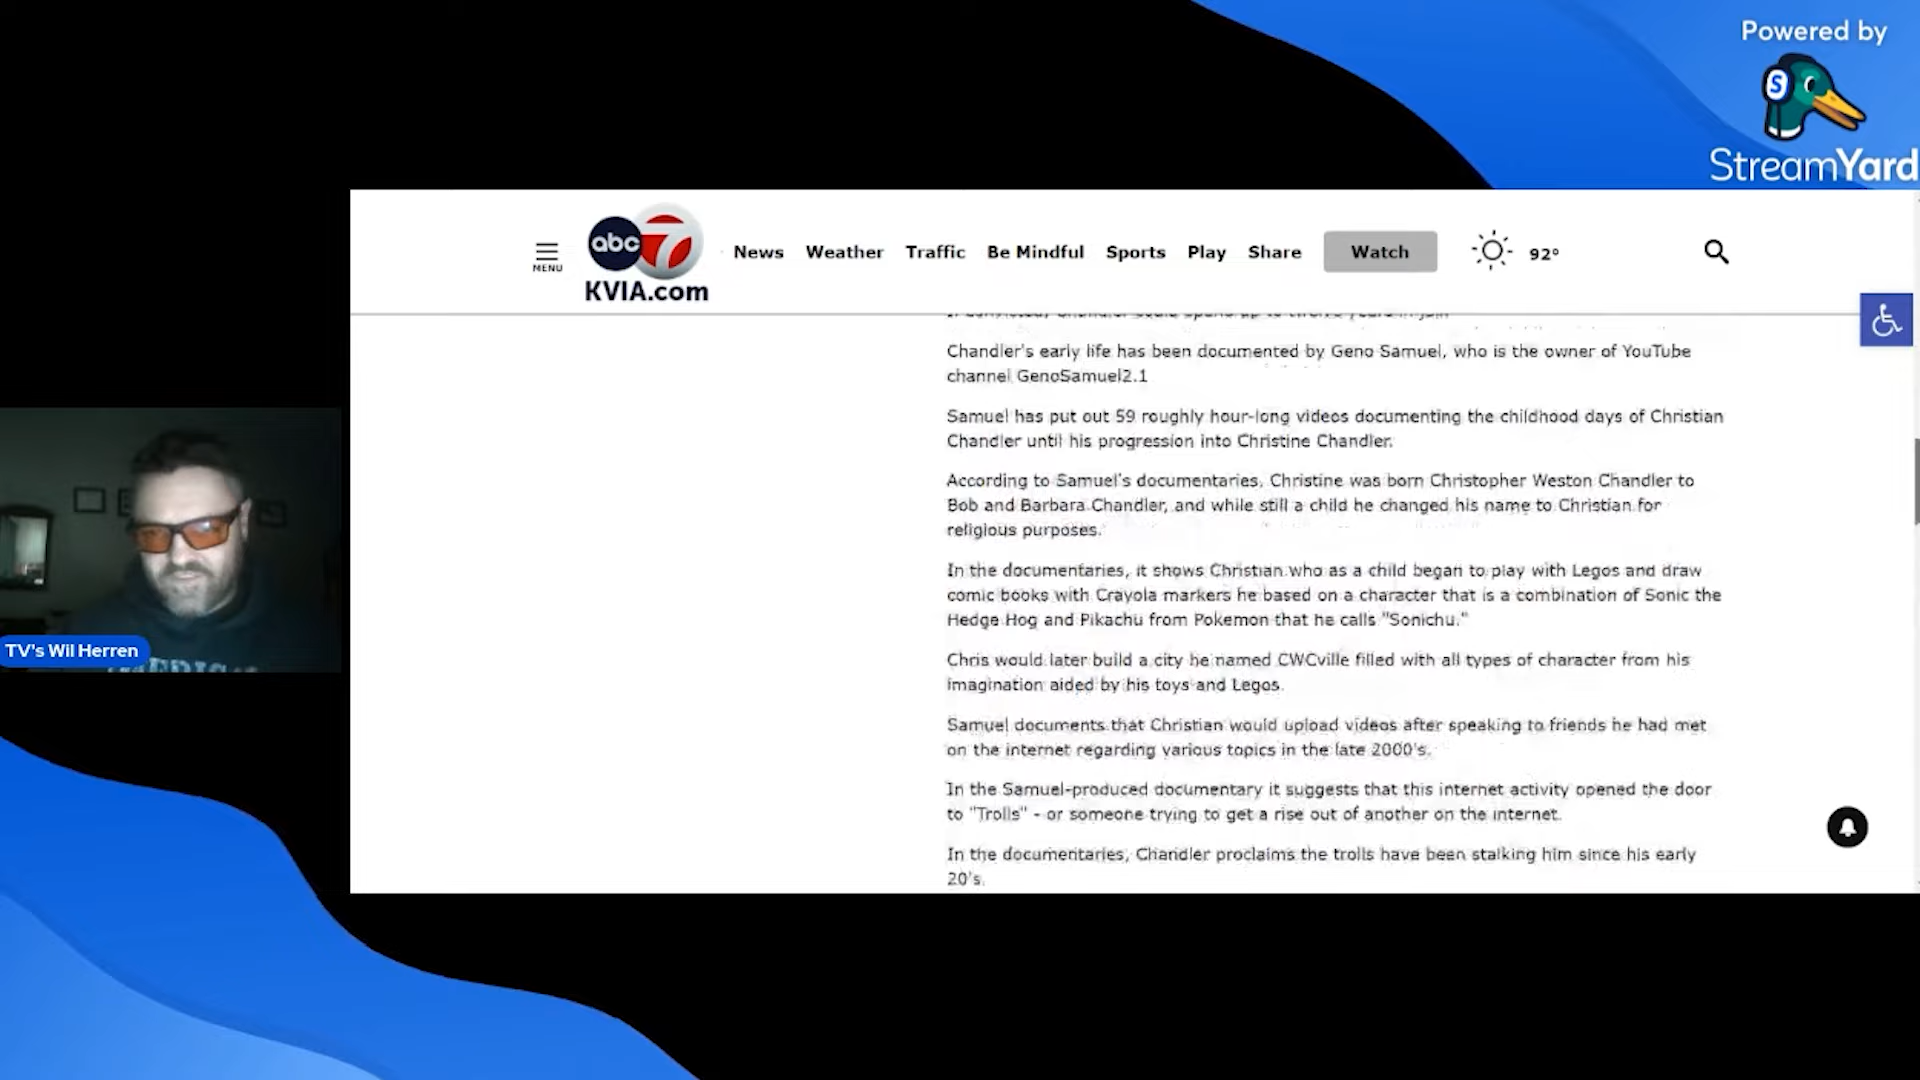 Powered by
StreamYard
MENU
abc 7
KVIA.com
News Weather Traffic Be Mindful Sports Play Share Watch 92°
Chandler's early life has been documented by Geno Samuel, who is the owner of YouTube
channel GenoSamuel2.1
Samuel has put out 59 roughly hour-long videos documenting the childhood days of Christian
Chandler until his progression into Christine Chandler.
According to Samuel's documentaries, Christine was born Christopher Weston Chandler to
Bob and Barbara Chandler, and while still a child he changed his name to Christian for
religious purposes.
In the documentaries, it shows Christian who as a child began to play with Legos and draw
comic books with Crayola markers he based on a character that is a combination of Sonic the
Hedge Hog and Pikachu from Pokemon that he calls "Sonichu."
Chris would later build a city he named CWCville filled with all types of character from his
imagination aided by his toys and Legos.
Samuel documents that Christian would upload videos after speaking to friends he had met
on the internet regarding various topics in the late 2000's.
In the Samuel-produced documentary it suggests that this internet activity opened the door
to "Trolls" - or someone trying to get a rise out of another on the internet.
In the documentaries, Chandler proclaims the trolls have been stalking him since his early
20's.
TV's Wil Herren